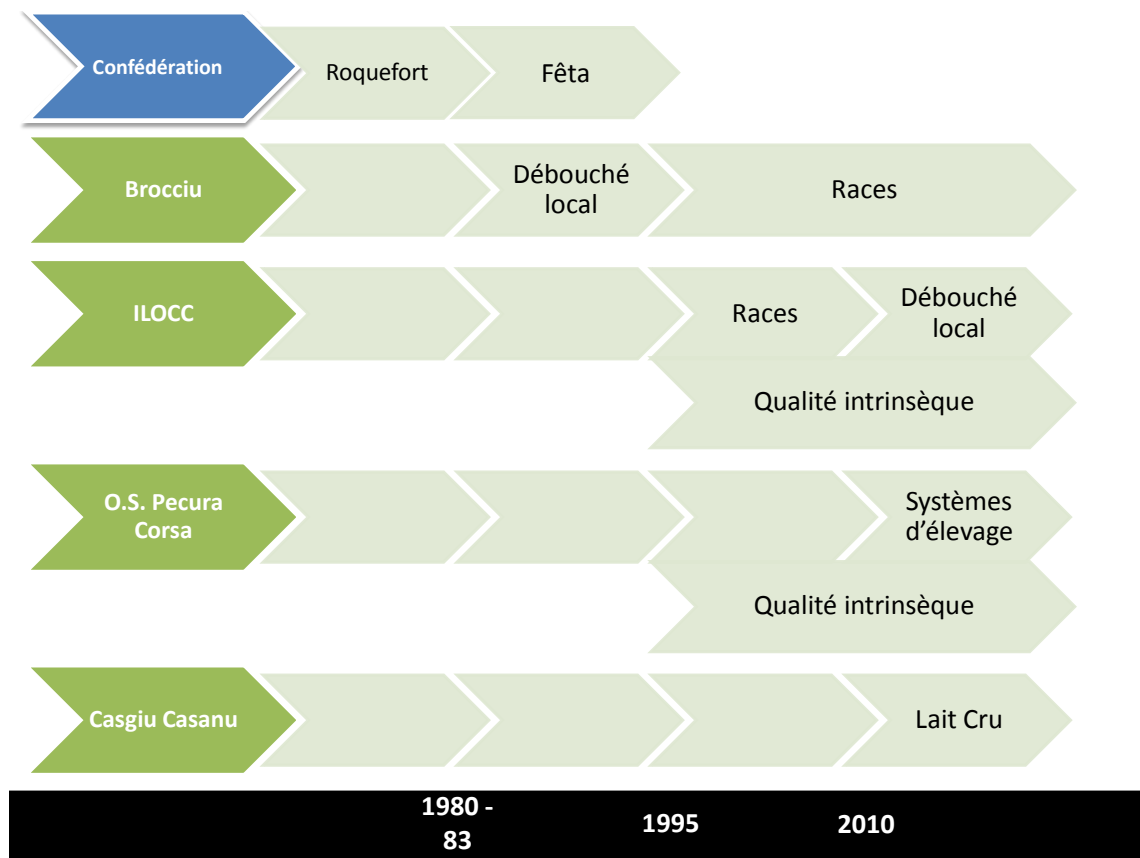 Confédération
Roquefort
Fêta
Brocciu
Débouché
local
Races
ILOCC
Races
Débouché
local
Qualité intrinsèque
O.S. Pecura
Corsa
Systèmes
d’élevage
Qualité intrinsèque
Casgiu Casanu
Lait Cru
1980 -
83
1995
2010